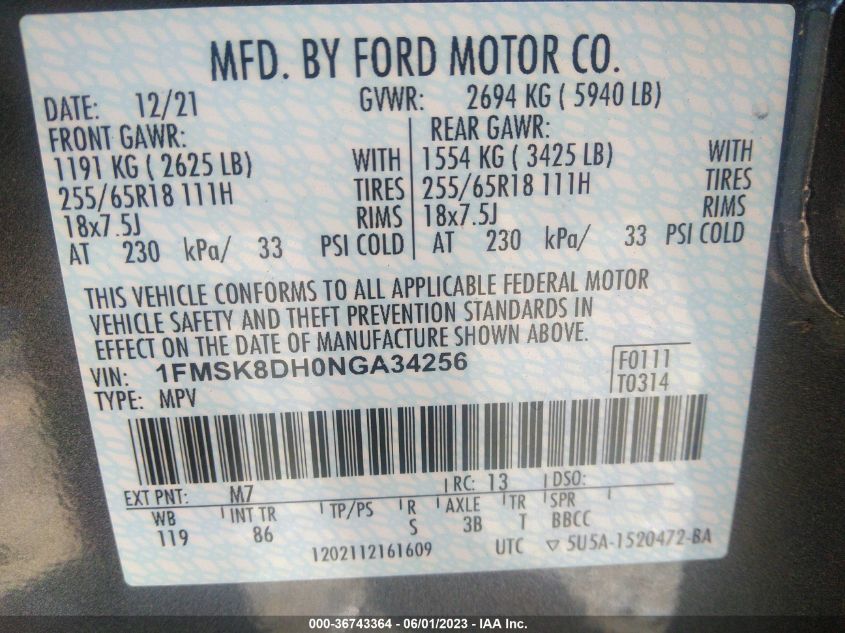 MFD. BY FORD MOTOR CO.
DATE: 12/21 GVWR: 2694 KG ( 5940 LB)
FRONT GAWR: REAR GAWR:
1191 KG ( 2625 LB) WITH 1554 KG ( 3425 LB) WITH
255/65R18 111H TIRES 255/65R18 111H TIRES
18x7.5J RIMS 18x7.5J RIMS
AT 230 kPa/ 33 PSI COLD AT 230 kPa/ 33 PSI COLD
THIS VEHICLE CONFORMS TO ALL APPLICABLE FEDERAL MOTOR
VEHICLE SAFETY AND THEFT PREVENTION STANDARDS IN
EFFECT ON THE DATE OF MANUFACTURE SHOWN ABOVE.
VIN: 1FMSK8DH0NGA34256 F0111
TYPE: MPV T0314
EXT PNT: M7 RC: 13 DSO:
WB INT TR TP/PS R AXLE TR SPR
119 86 S 3B T BBCC
1202112161609 UTC ▽ 5U5A-1520472-BA
000-36743364 - 06/01/2023 - IAA Inc.